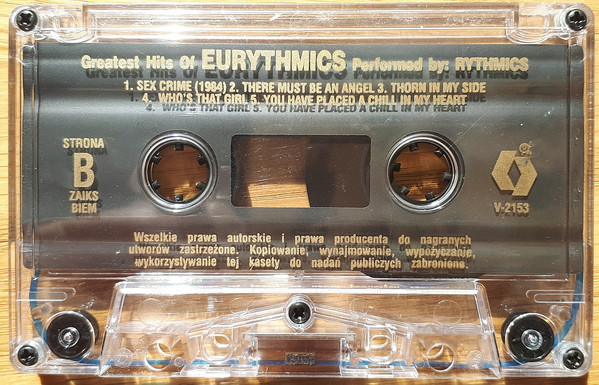 Greatest Hits Of EURYTHMICS Performed by: RYTHMICS
1. SEX CRIME (1984) 2. THERE MUST BE AN ANGEL 3. THORN IN MY SIDE
4. WHO'S THAT GIRL 5. YOU HAVE PLACED A CHILL IN MY HEART
STRONA
B
ZAIKS
BIEM
V-2153
Wszelkie prawa autorskie i prawa producenta do nagranych
utworów zastrzeżone. Kopiowanie, wynajmowanie, wypożyczanie,
wykorzystywanie tej kasety do nadań publicznych zabronione.